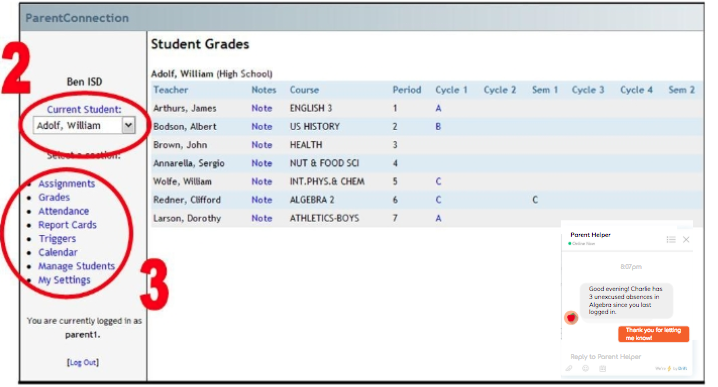 ParentConnection
2
Ben ISD
Current Student:
Adolf, William
Select a section:
Assignments
Grades
Attendance
Report Cards
Triggers
Calendar
Manage Students
My Settings
3
You are currently logged in as
parent1.
[Log Out]
Student Grades
Adolf, William (High School)
Teacher Notes Course Period Cycle 1 Cycle 2 Sem 1 Cycle 3 Cycle 4 Sem 2
Arthurs, James Note ENGLISH 3 1 A
Bodson, Albert Note US HISTORY 2 B
Brown, John Note HEALTH 3
Annarella, Sergio Note NUT & FOOD SCI 4
Wolfe, William Note INT.PHYS.& CHEM 5 C
Redner, Clifford Note ALGEBRA 2 6 C C
Larson, Dorothy Note ATHLETICS-BOYS 7 A
Parent Helper
Online Now
8:07pm
Good evening! Charlie has
3 unexcused absences in
Algebra since you last
logged in.
Thank you for letting
me know!
Reply to Parent Helper